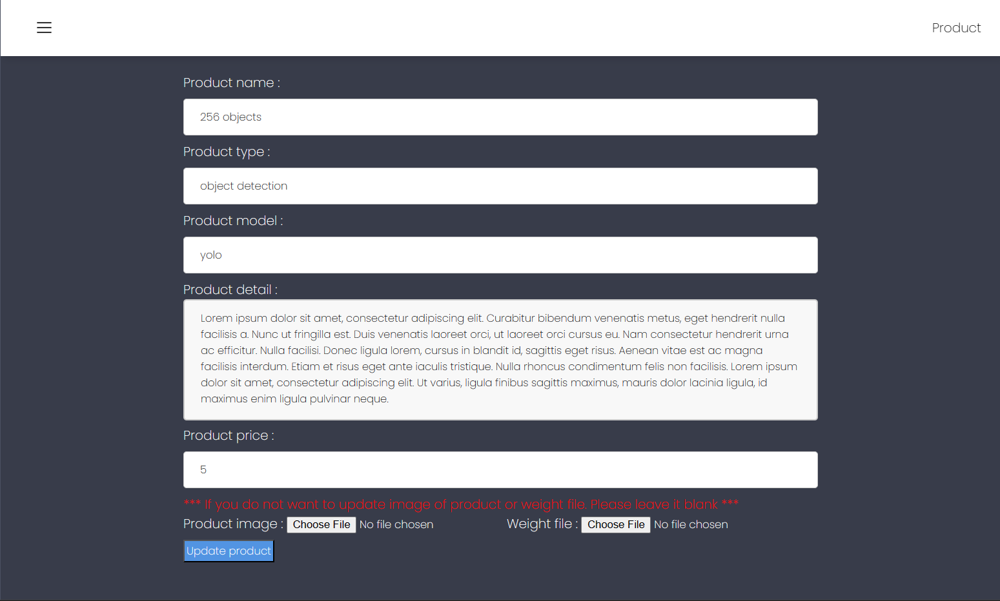 Product
Product name :
256 objects
Product type :
object detection
Product model :
yolo
Product detail :
Lorem ipsum dolor sit amet, consectetur adipiscing elit. Curabitur bibendum venenatis metus, eget hendrerit nulla
facilisis a. Nunc ut fringilla est. Duis venenatis laoreet orci, ut laoreet orci cursus eu. Nam consectetur hendrerit urna
ac efficitur. Nulla facilisi. Donec ligula lorem, cursus in blandit id, sagittis eget risus. Aenean vitae est ac magna
facilisis interdum. Etiam et risus eget ante iaculis tristique. Nulla rhoncus condimentum felis non facilisis. Lorem ipsum
dolor sit amet, consectetur adipiscing elit. Ut varius, ligula finibus sagittis maximus, mauris dolor lacinia ligula, id
maximus enim ligula pulvinar neque.
Product price :
5
*** If you do not want to update image of product or weight file. Please leave it blank ***
Product image : Choose File No file chosen Weight file : Choose File No file chosen
Update product